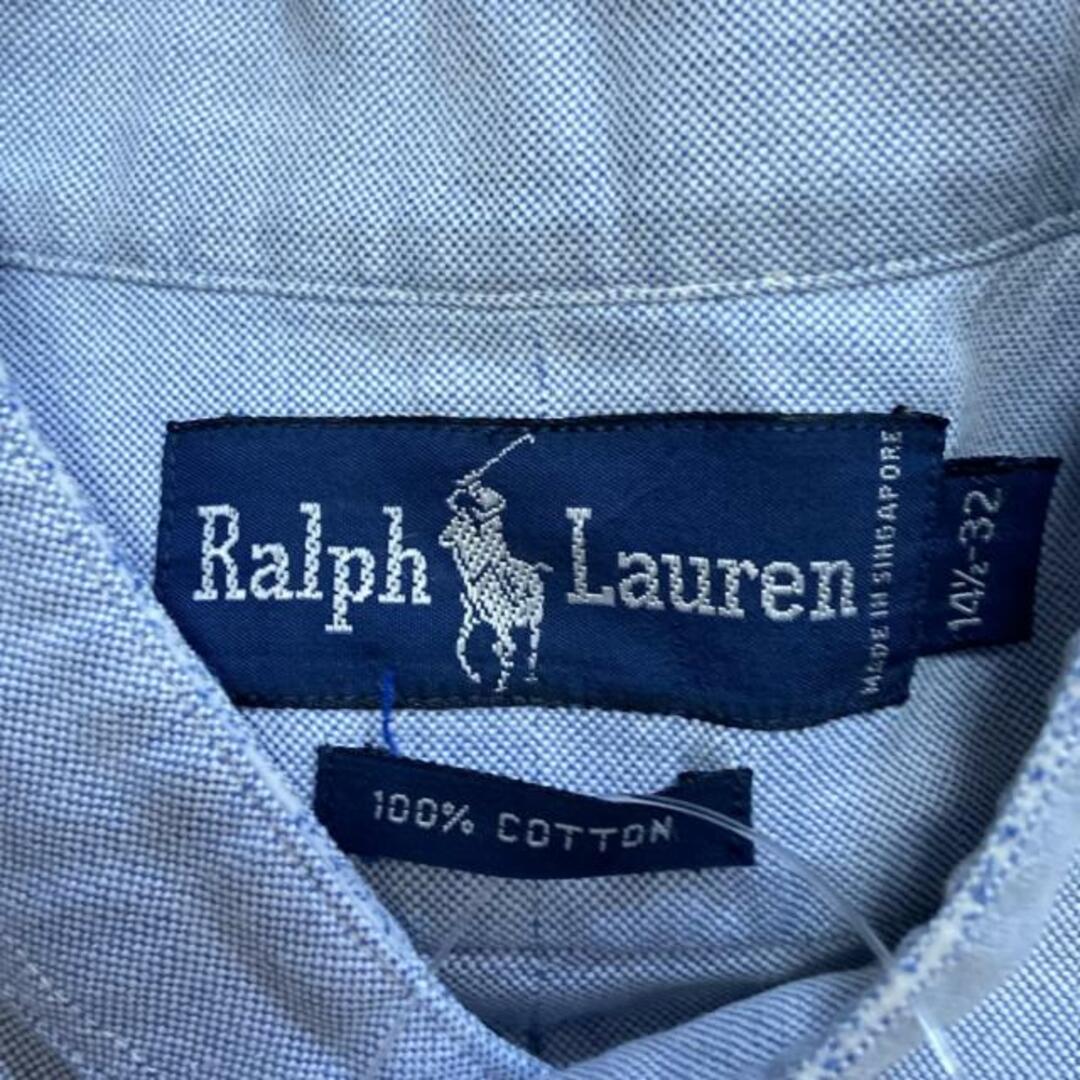 Ralph Lauren
MADE IN SINGAPORE
14½-32
100% COTTON